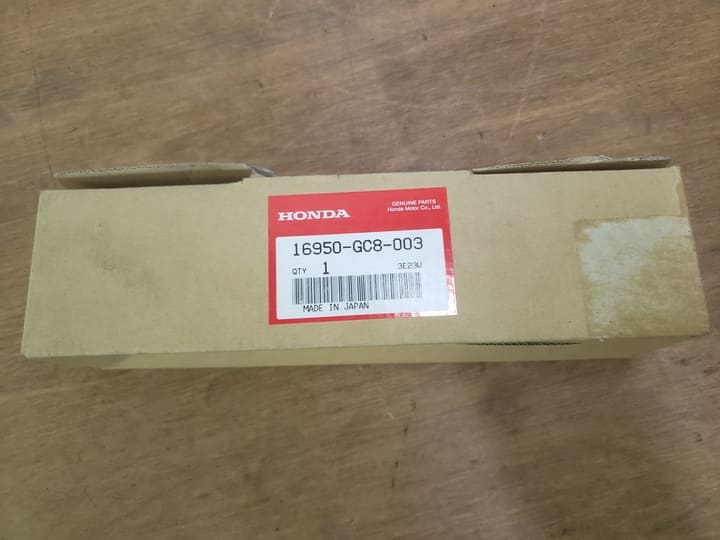 HONDA
GENUINE PARTS
Honda Motor Co., Ltd.
16950-GC8-003
QTY 1 3E23U
MADE IN JAPAN